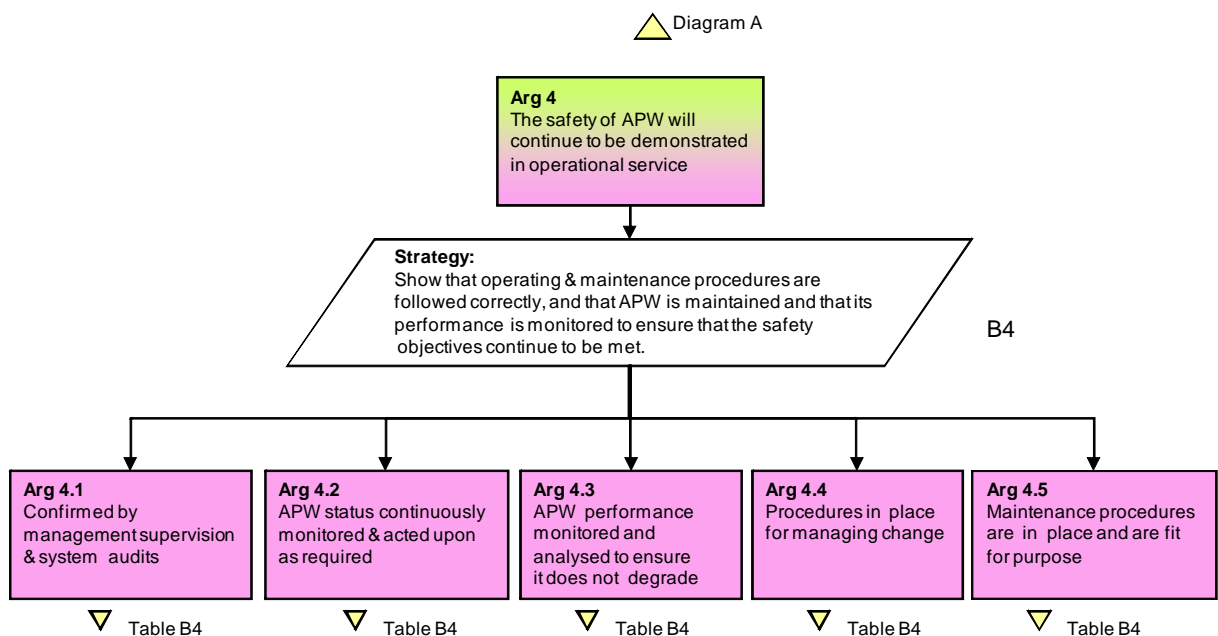 Diagram A
Arg 4
The safety of APW will
continue to be demonstrated
in operational service
Strategy:
Show that operating & maintenance procedures are
followed correctly, and that APW is maintained and that its
performance is monitored to ensure that the safety
objectives continue to be met.
B4
Arg 4.1
Confirmed by
management supervision
& system audits
Arg 4.2
APW status continuously
monitored & acted upon
as required
Arg 4.3
APW performance
monitored and
analysed to ensure
it does not degrade
Arg 4.4
Procedures in place
for managing change
Arg 4.5
Maintenance procedures
are in place and are fit
for purpose
Table B4
Table B4
Table B4
Table B4
Table B4